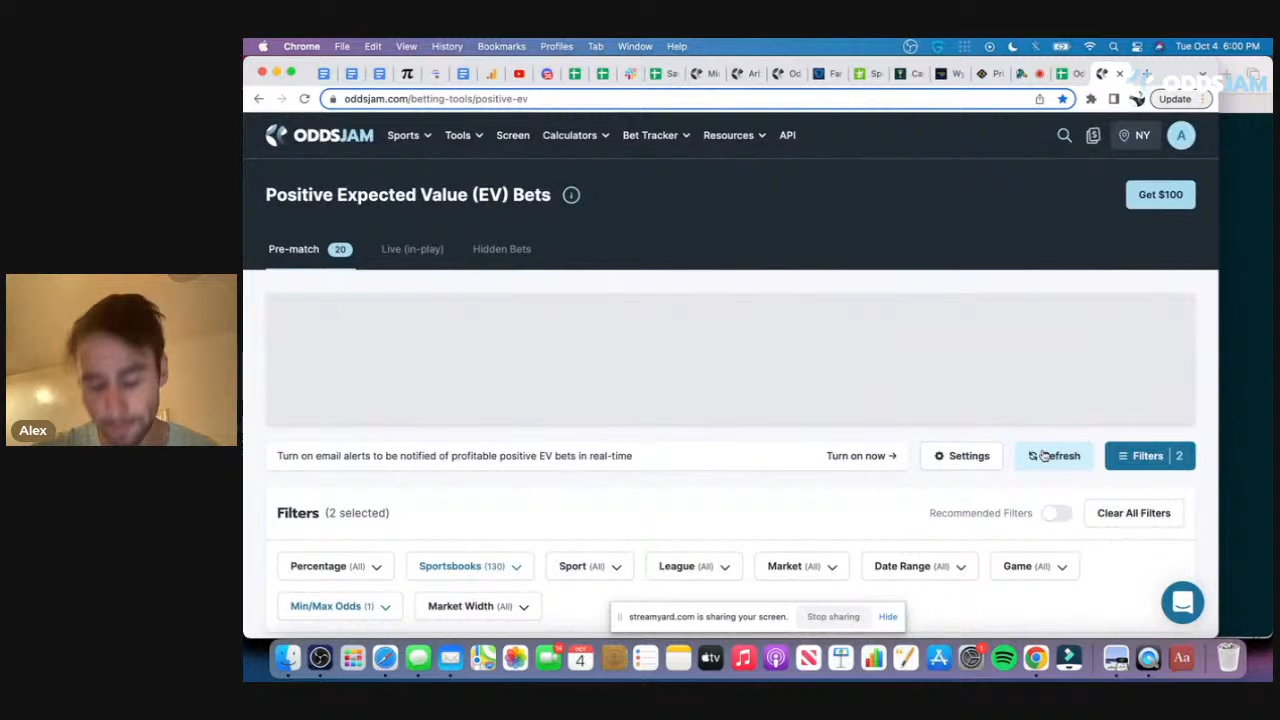 Chrome File Edit View History Bookmarks Profiles Tab Window Help Tue Oct 4 6:00 PM
ODDSJAM
oddsjam.com/betting-tools/positive-ev Update
ODDSJAM Sports Tools Screen Calculators Bet Tracker Resources API NY A
Positive Expected Value (EV) Bets Get $100
Pre-match 20 Live (in-play) Hidden Bets
Alex
Turn on email alerts to be notified of profitable positive EV bets in real-time Turn on now → Settings Refresh Filters 2
Filters (2 selected) Recommended Filters Clear All Filters
Percentage (All) Sportsbooks (130) Sport (All) League (All) Market (All) Date Range (All) Game (All)
Min/Max Odds (1) Market Width (All)
streamyard.com is sharing your screen. Stop sharing Hide